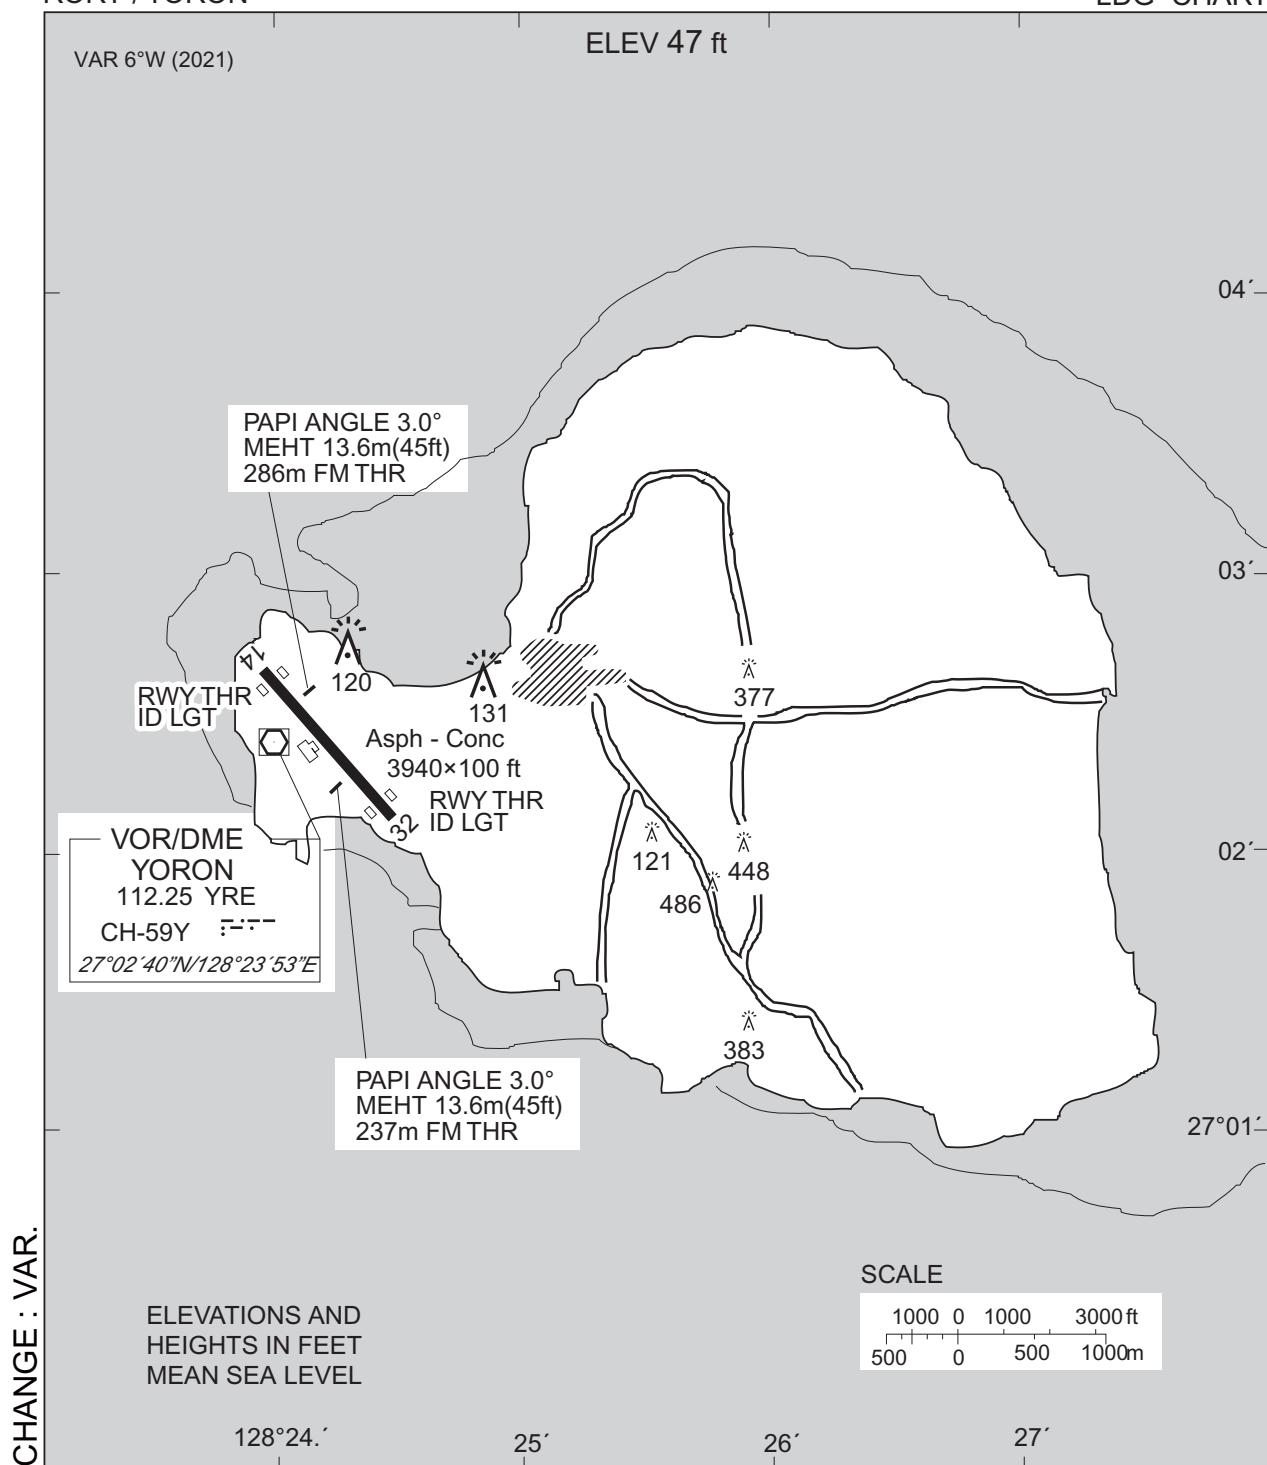 RORY / YORON
LDG CHART
VAR 6°W (2021)
ELEV 47 ft
04´
PAPI ANGLE 3.0°
MEHT 13.6m(45ft)
286m FM THR
03´
14
120
RWY THR
ID LGT
131
377
Asph - Conc
3940×100 ft
RWY THR
ID LGT
32
VOR/DME
YORON
112.25 YRE
CH-59Y
27°02´40”N/128°23´53”E
121
448
486
02´
383
PAPI ANGLE 3.0°
MEHT 13.6m(45ft)
237m FM THR
27°01´
CHANGE : VAR.
SCALE
1000 0 1000 3000 ft
500 0 500 1000m
ELEVATIONS AND
HEIGHTS IN FEET
MEAN SEA LEVEL
128°24.´
25´
26´
27´